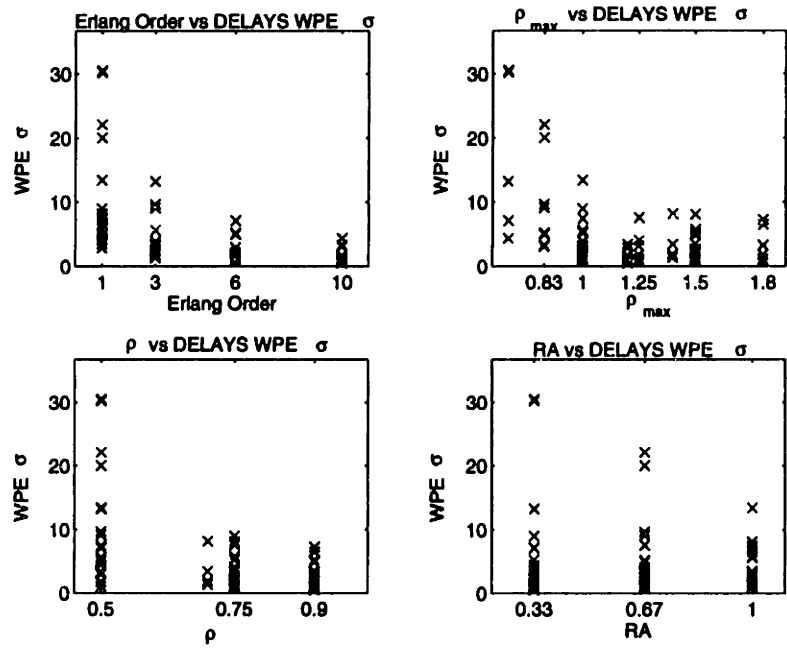 Erlang Order vs DELAYS WPE σ
WPE σ
30
20
10
0
1 3 6 10
Erlang Order
ρ max vs DELAYS WPE σ
WPE σ
30
20
10
0
0.83 1 1.25 1.5 1.8
ρ max
ρ vs DELAYS WPE σ
WPE σ
30
20
10
0
0.5 0.75 0.9
ρ
RA vs DELAYS WPE σ
WPE σ
30
20
10
0
0.33 0.67 1
RA